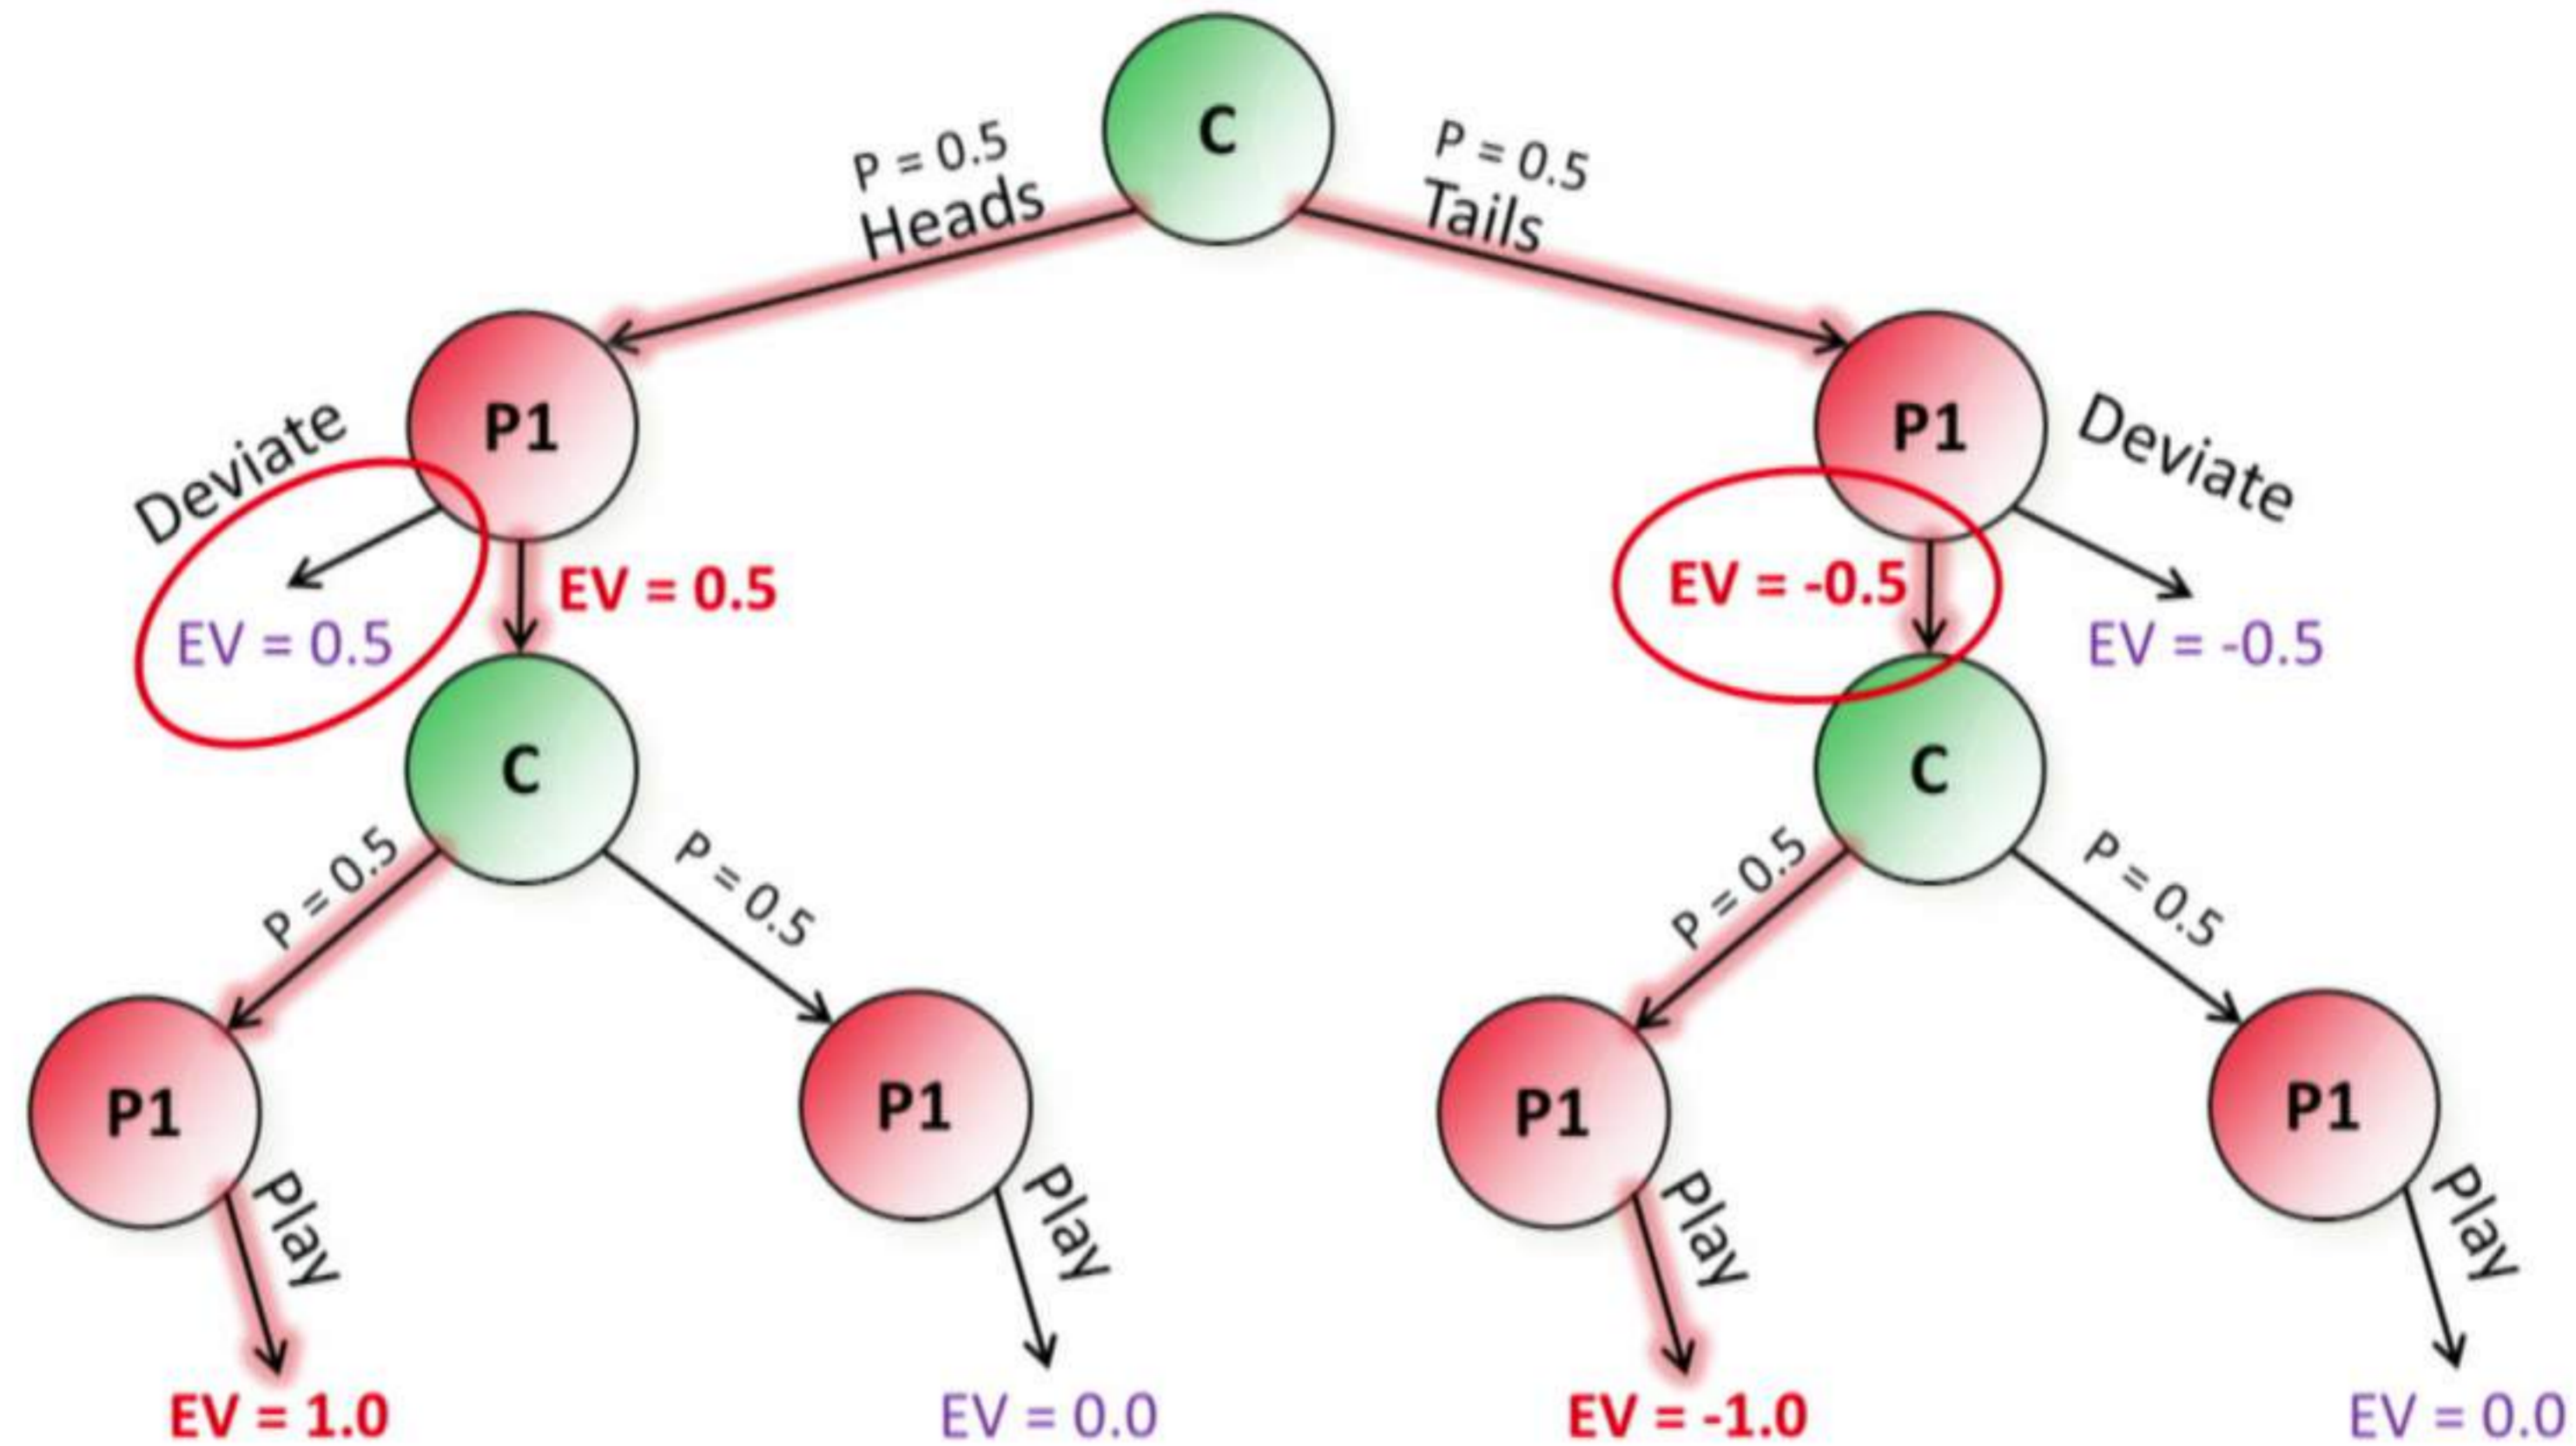 C
P = 0.5
Heads
P = 0.5
Tails
P1
P1
Deviate
Deviate
EV = 0.5
EV = 0.5
EV = -0.5
EV = -0.5
C
C
P = 0.5
P = 0.5
P = 0.5
P = 0.5
P1
P1
P1
P1
Play
Play
Play
Play
EV = 1.0
EV = 0.0
EV = -1.0
EV = 0.0